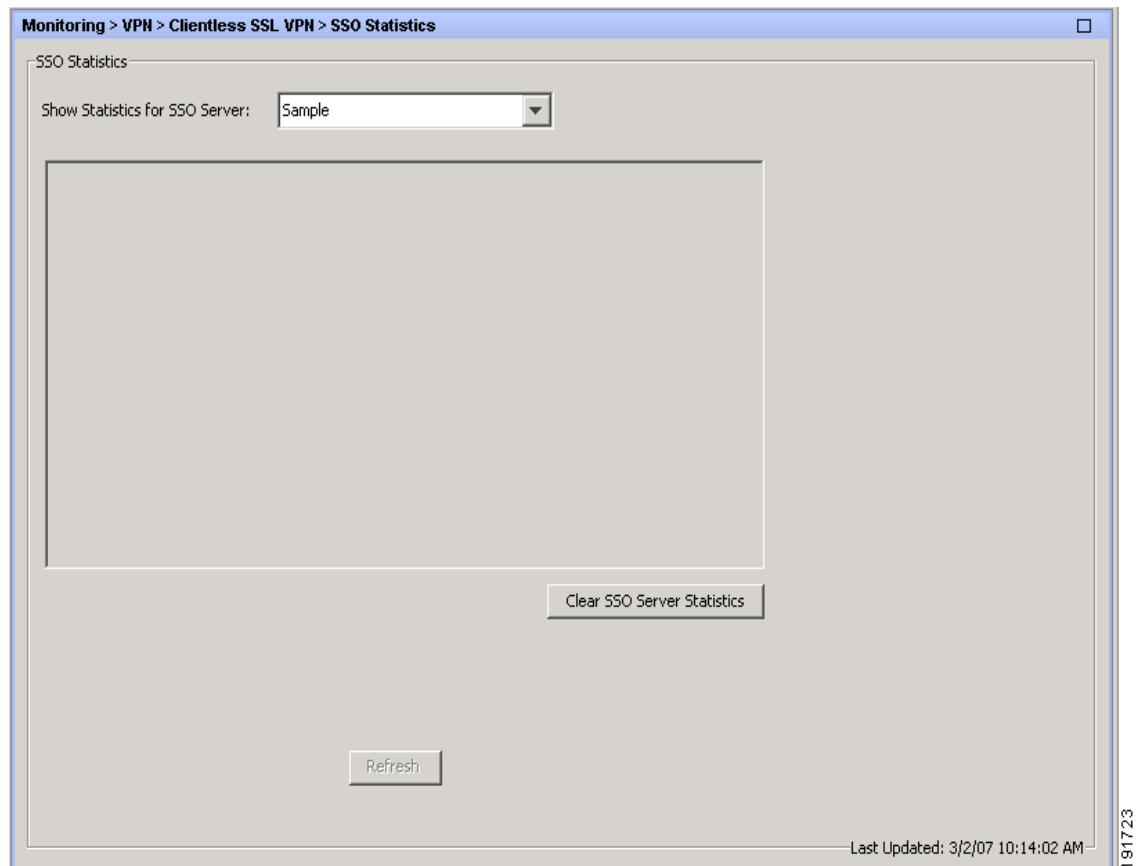 Monitoring > VPN > Clientless SSL VPN > SSO Statistics
SSO Statistics
Show Statistics for SSO Server: Sample
Clear SSO Server Statistics
Refresh
Last Updated: 3/2/07 10:14:02 AM
191723